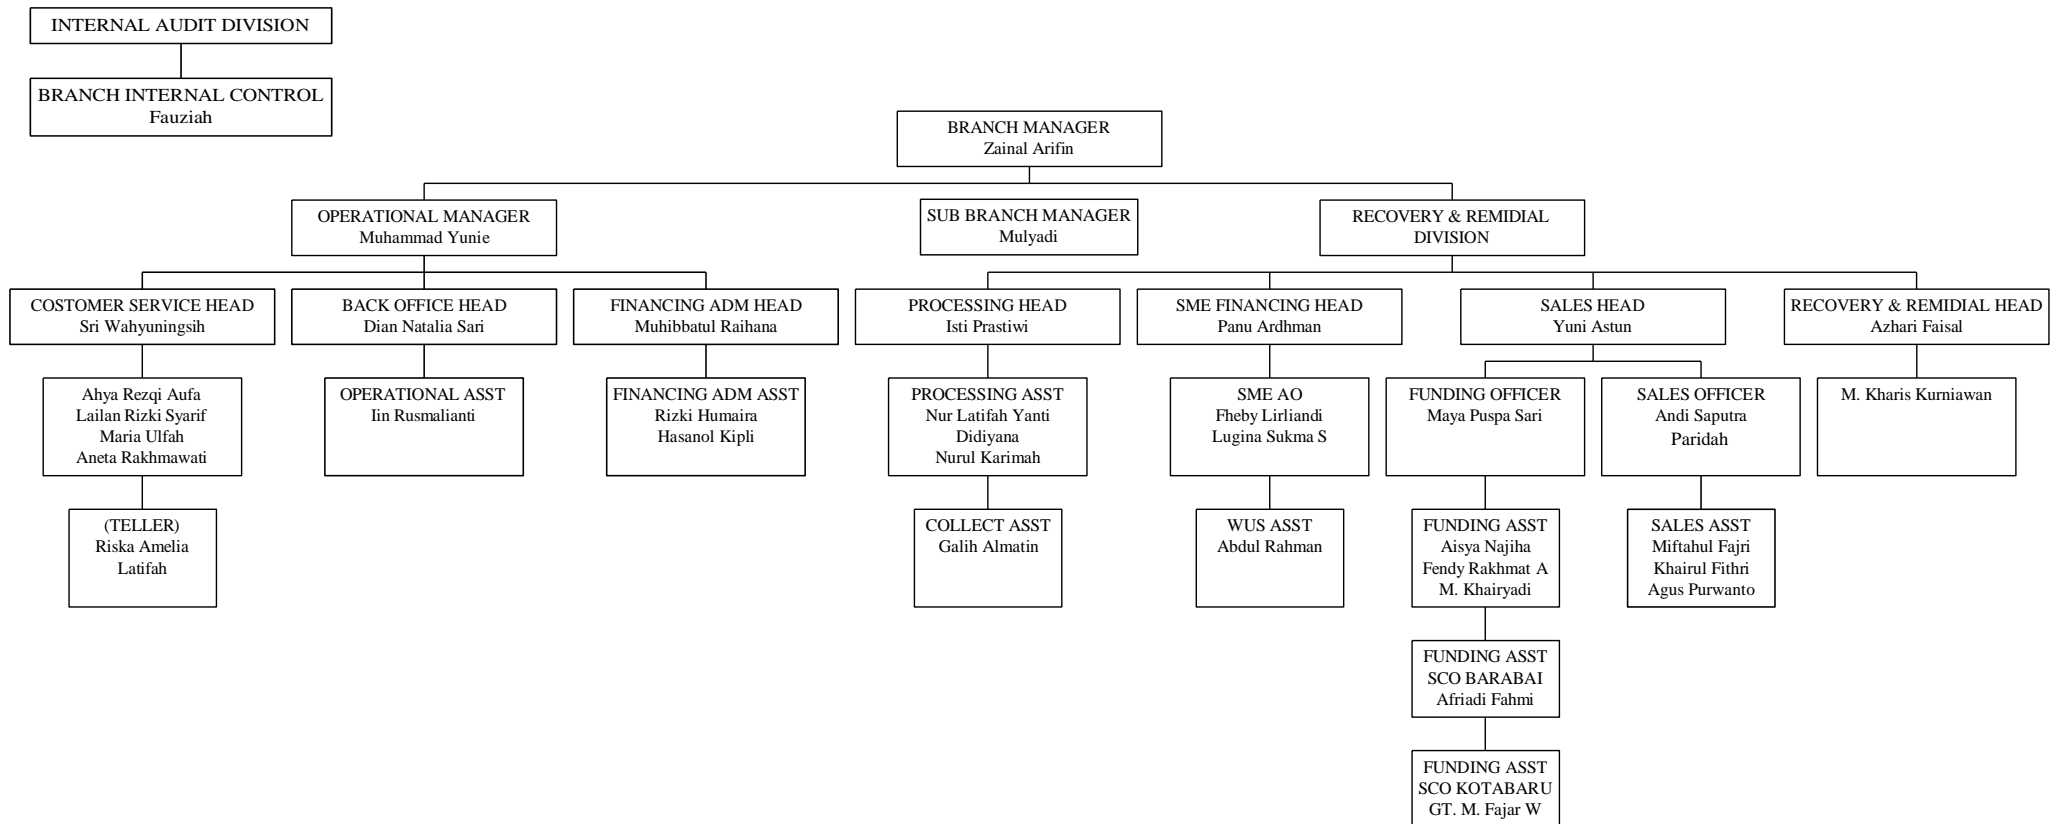 INTERNAL AUDIT DIVISION
BRANCH INTERNAL CONTROL
Fauziah
BRANCH MANAGER
Zainal Arifin
OPERATIONAL MANAGER
Muhammad Yunie
SUB BRANCH MANAGER
Mulyadi
RECOVERY & REMIDIAL
DIVISION
COSTOMER SERVICE HEAD
Sri Wahyuningsih
BACK OFFICE HEAD
Dian Natalia Sari
FINANCING ADM HEAD
Muhibbatul Raihana
PROCESSING HEAD
Isti Prastiwi
SME FINANCING HEAD
Panu Ardhman
SALES HEAD
Yuni Astun
RECOVERY & REMIDIAL HEAD
Azhari Faisal
Ahya Rezqi Aufa
Lailan Rizki Syarif
Maria Ulfah
Aneta Rakhmawati
OPERATIONAL ASST
Iin Rusmalianti
FINANCING ADM ASST
Rizki Humaira
Hasanol Kipli
PROCESSING ASST
Nur Latifah Yanti
Didiyana
Nurul Karimah
SME AO
Fheby Lirliandi
Lugina Sukma S
FUNDING OFFICER
Maya Puspa Sari
SALES OFFICER
Andi Saputra
Paridah
M. Kharis Kurniawan
(TELLER)
Riska Amelia
Latifah
COLLECT ASST
Galih Almatin
WUS ASST
Abdul Rahman
FUNDING ASST
Aisya Najiha
Fendy Rakhmat A
M. Khairyadi
SALES ASST
Miftahul Fajri
Khairul Fithri
Agus Purwanto
FUNDING ASST
SCO BARABAI
Afriadi Fahmi
FUNDING ASST
SCO KOTABARU
GT. M. Fajar W